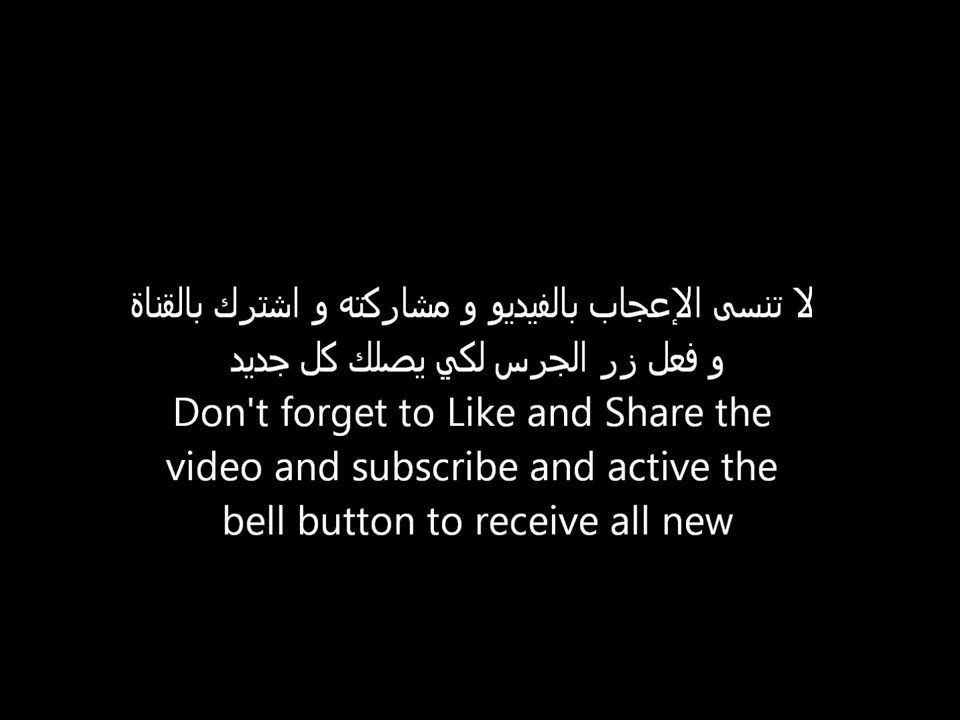 لا تنسى الإعجاب بالفيديو و مشاركته و اشترك بالقناة
و فعل زر الجرس لكي يصلك كل جديد
Don't forget to Like and Share the
video and subscribe and active the
bell button to receive all new